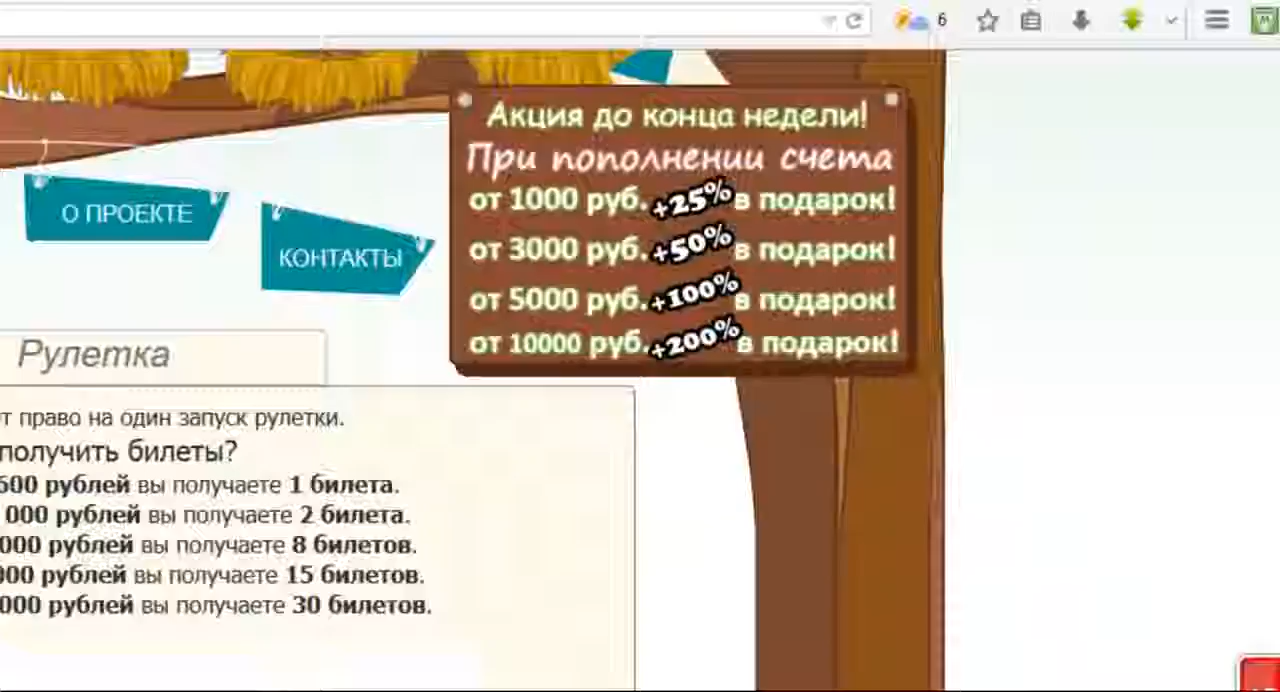 6
Акция до конца недели!
При пополнении счета
от 1000 руб. +25% в подарок!
от 3000 руб. +50% в подарок!
от 5000 руб. +100% в подарок!
от 10000 руб. +200% в подарок!
О ПРОЕКТЕ
КОНТАКТЫ
Рулетка
право на один запуск рулетки.
получить билеты?
рублей вы получаете 1 билета.
000 рублей вы получаете 2 билета.
000 рублей вы получаете 8 билетов.
000 рублей вы получаете 15 билетов.
000 рублей вы получаете 30 билетов.